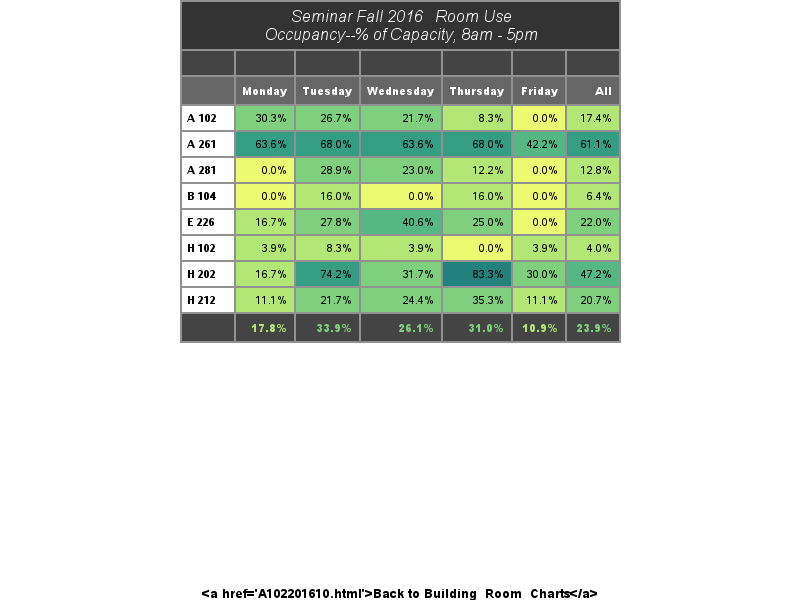 Seminar Fall 2016 Room Use
Occupancy--% of Capacity, 8am - 5pm
Monday Tuesday Wednesday Thursday Friday All
A 102 30.3% 26.7% 21.7% 8.3% 0.0% 17.4%
A 261 63.6% 68.0% 63.6% 68.0% 42.2% 61.1%
A 281 0.0% 28.9% 23.0% 12.2% 0.0% 12.8%
B 104 0.0% 16.0% 0.0% 16.0% 0.0% 6.4%
E 226 16.7% 27.8% 40.6% 25.0% 0.0% 22.0%
H 102 3.9% 8.3% 3.9% 0.0% 3.9% 4.0%
H 202 16.7% 74.2% 31.7% 83.3% 30.0% 47.2%
H 212 11.1% 21.7% 24.4% 35.3% 11.1% 20.7%
17.8% 33.9% 26.1% 31.0% 10.9% 23.9%
<a href='A102201610.html'>Back to Building Room Charts</a>